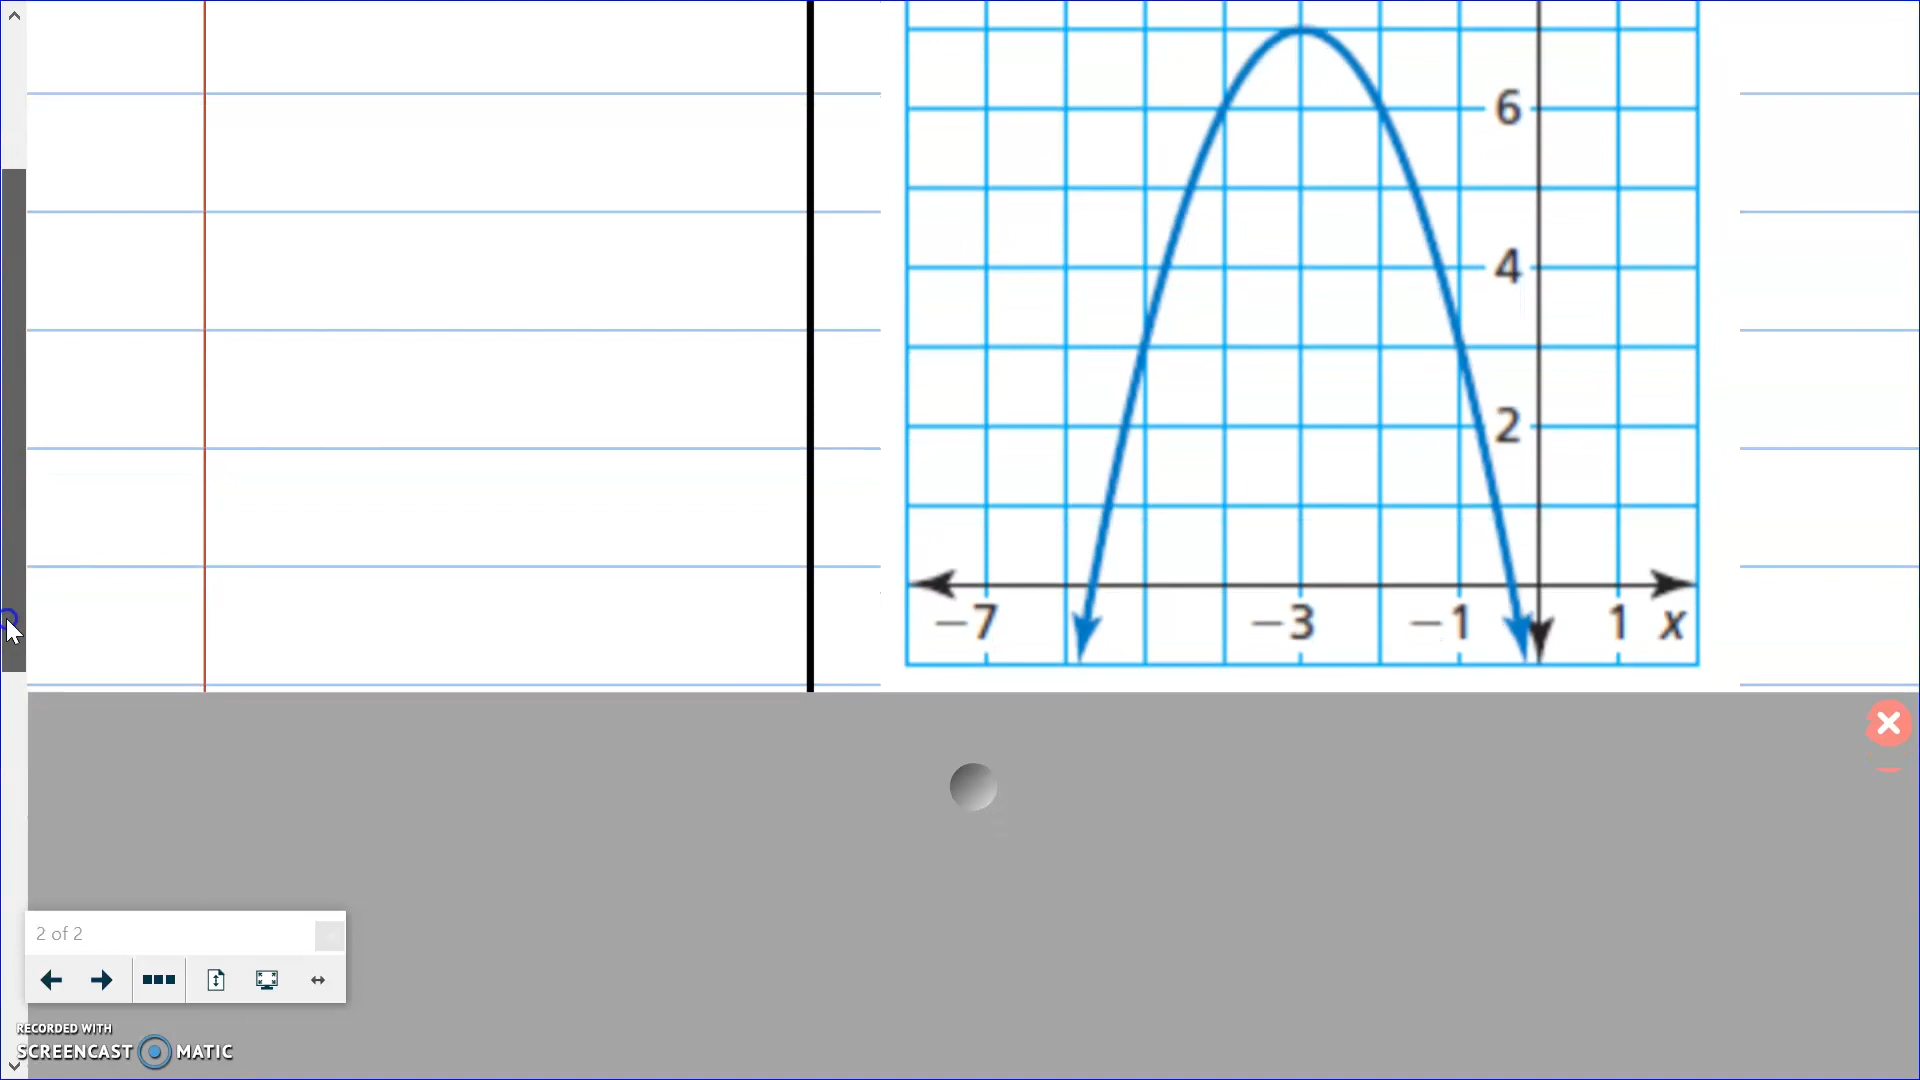 6
4
2
−7 −3 −1 1 x
2 of 2
RECORDED WITH
SCREENCAST MATIC